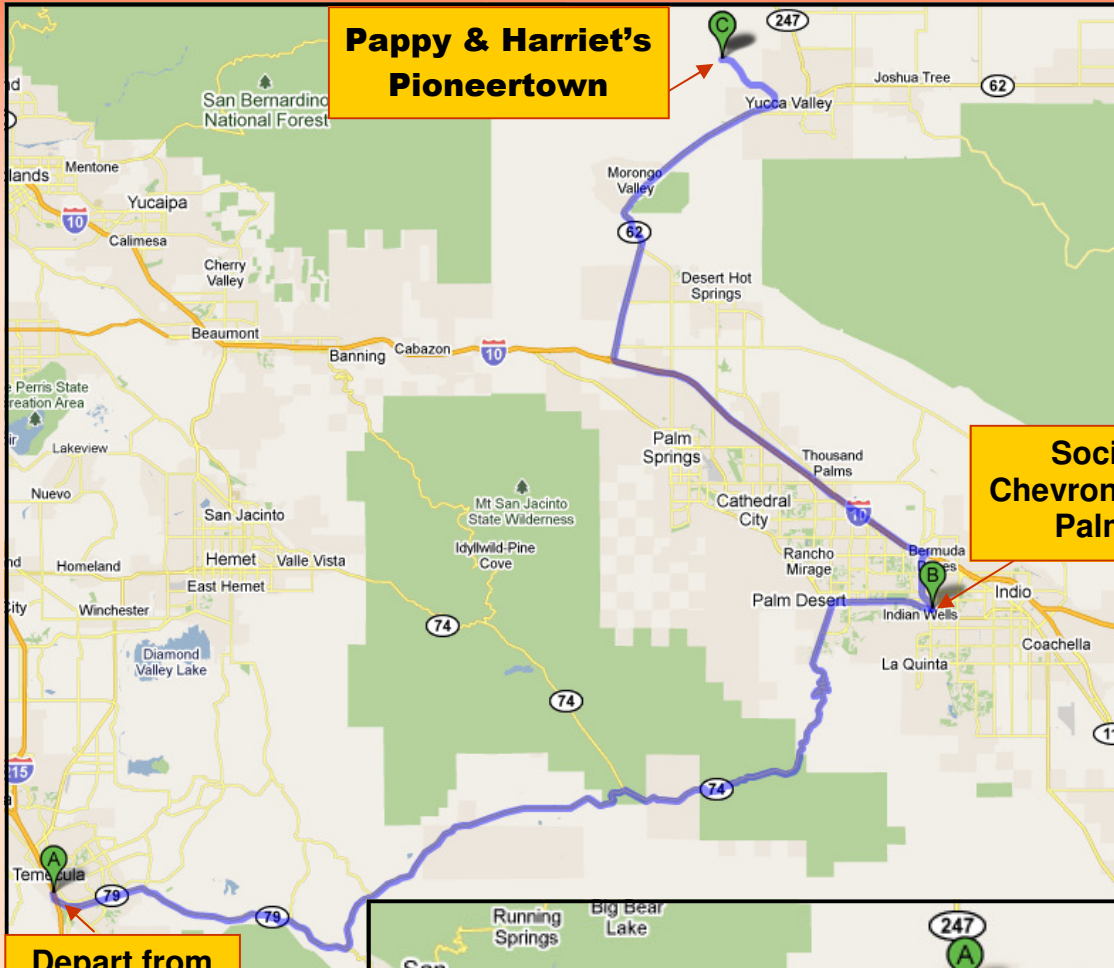 Pappy & Harriet's
Pioneertown
C
247
Joshua Tree
62
San Bernardino
National Forest
Yucca Valley
Mentone
Morongo
Valley
Yucaipa
10
Calimesa
62
Cherry
Valley
Desert Hot
Springs
Beaumont
Banning
Cabazon
10
Perris State
Lakeview
Palm
Springs
Thousand
Palms
Nuevo
Mt San Jacinto
State Wilderness
Cathedral
City
10
San Jacinto
Idyllwild-Pine
Cove
Homeland
Hemet
Valle Vista
Rancho
Mirage
Bermuda
East Hemet
B
Indio
City
Winchester
Palm Desert
Indian Wells
74
Diamond
Valley Lake
La Quinta
Coachella
74
215
74
A
Temecula
79
79
Depart from
Running
Springs
Big Bear
Lake
247
A
San